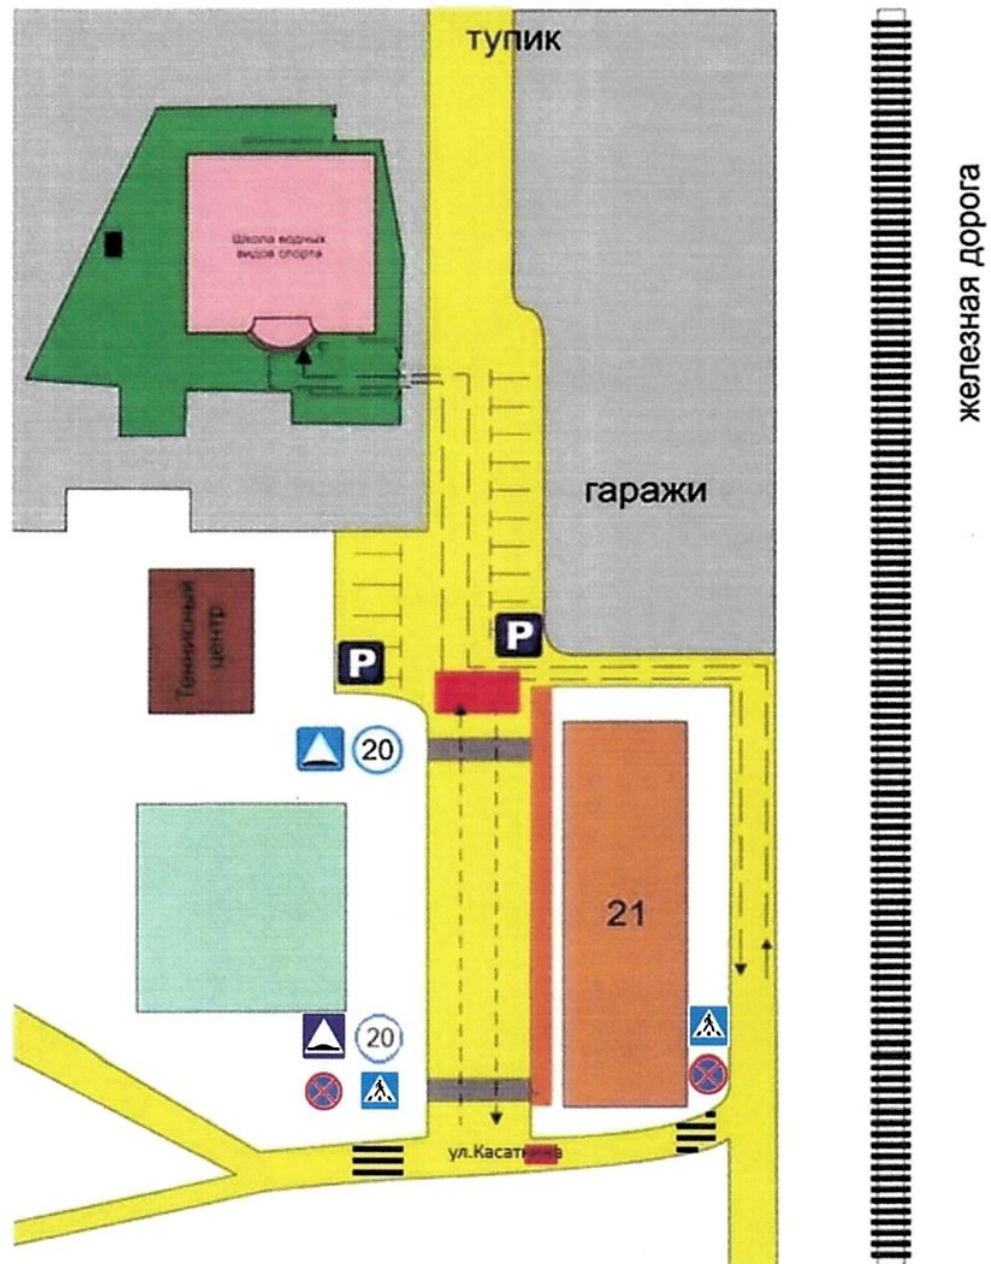 тупик
железная дорога
Школа водных
видов спорта
гаражи
Теннисный
центр
P
P
20
21
20
ул.Касаткина